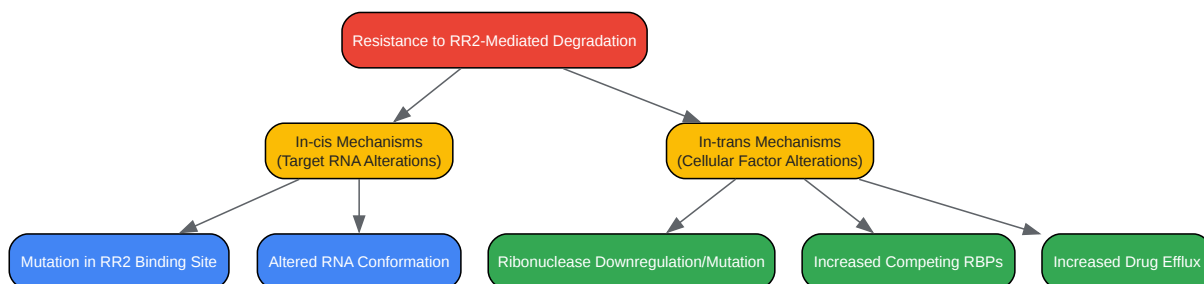 Resistance to RR2-Mediated Degradation
In-cis Mechanisms
(Target RNA Alterations)
In-trans Mechanisms
(Cellular Factor Alterations)
Mutation in RR2 Binding Site
Altered RNA Conformation
Ribonuclease Downregulation/Mutation
Increased Competing RBPs
Increased Drug Efflux